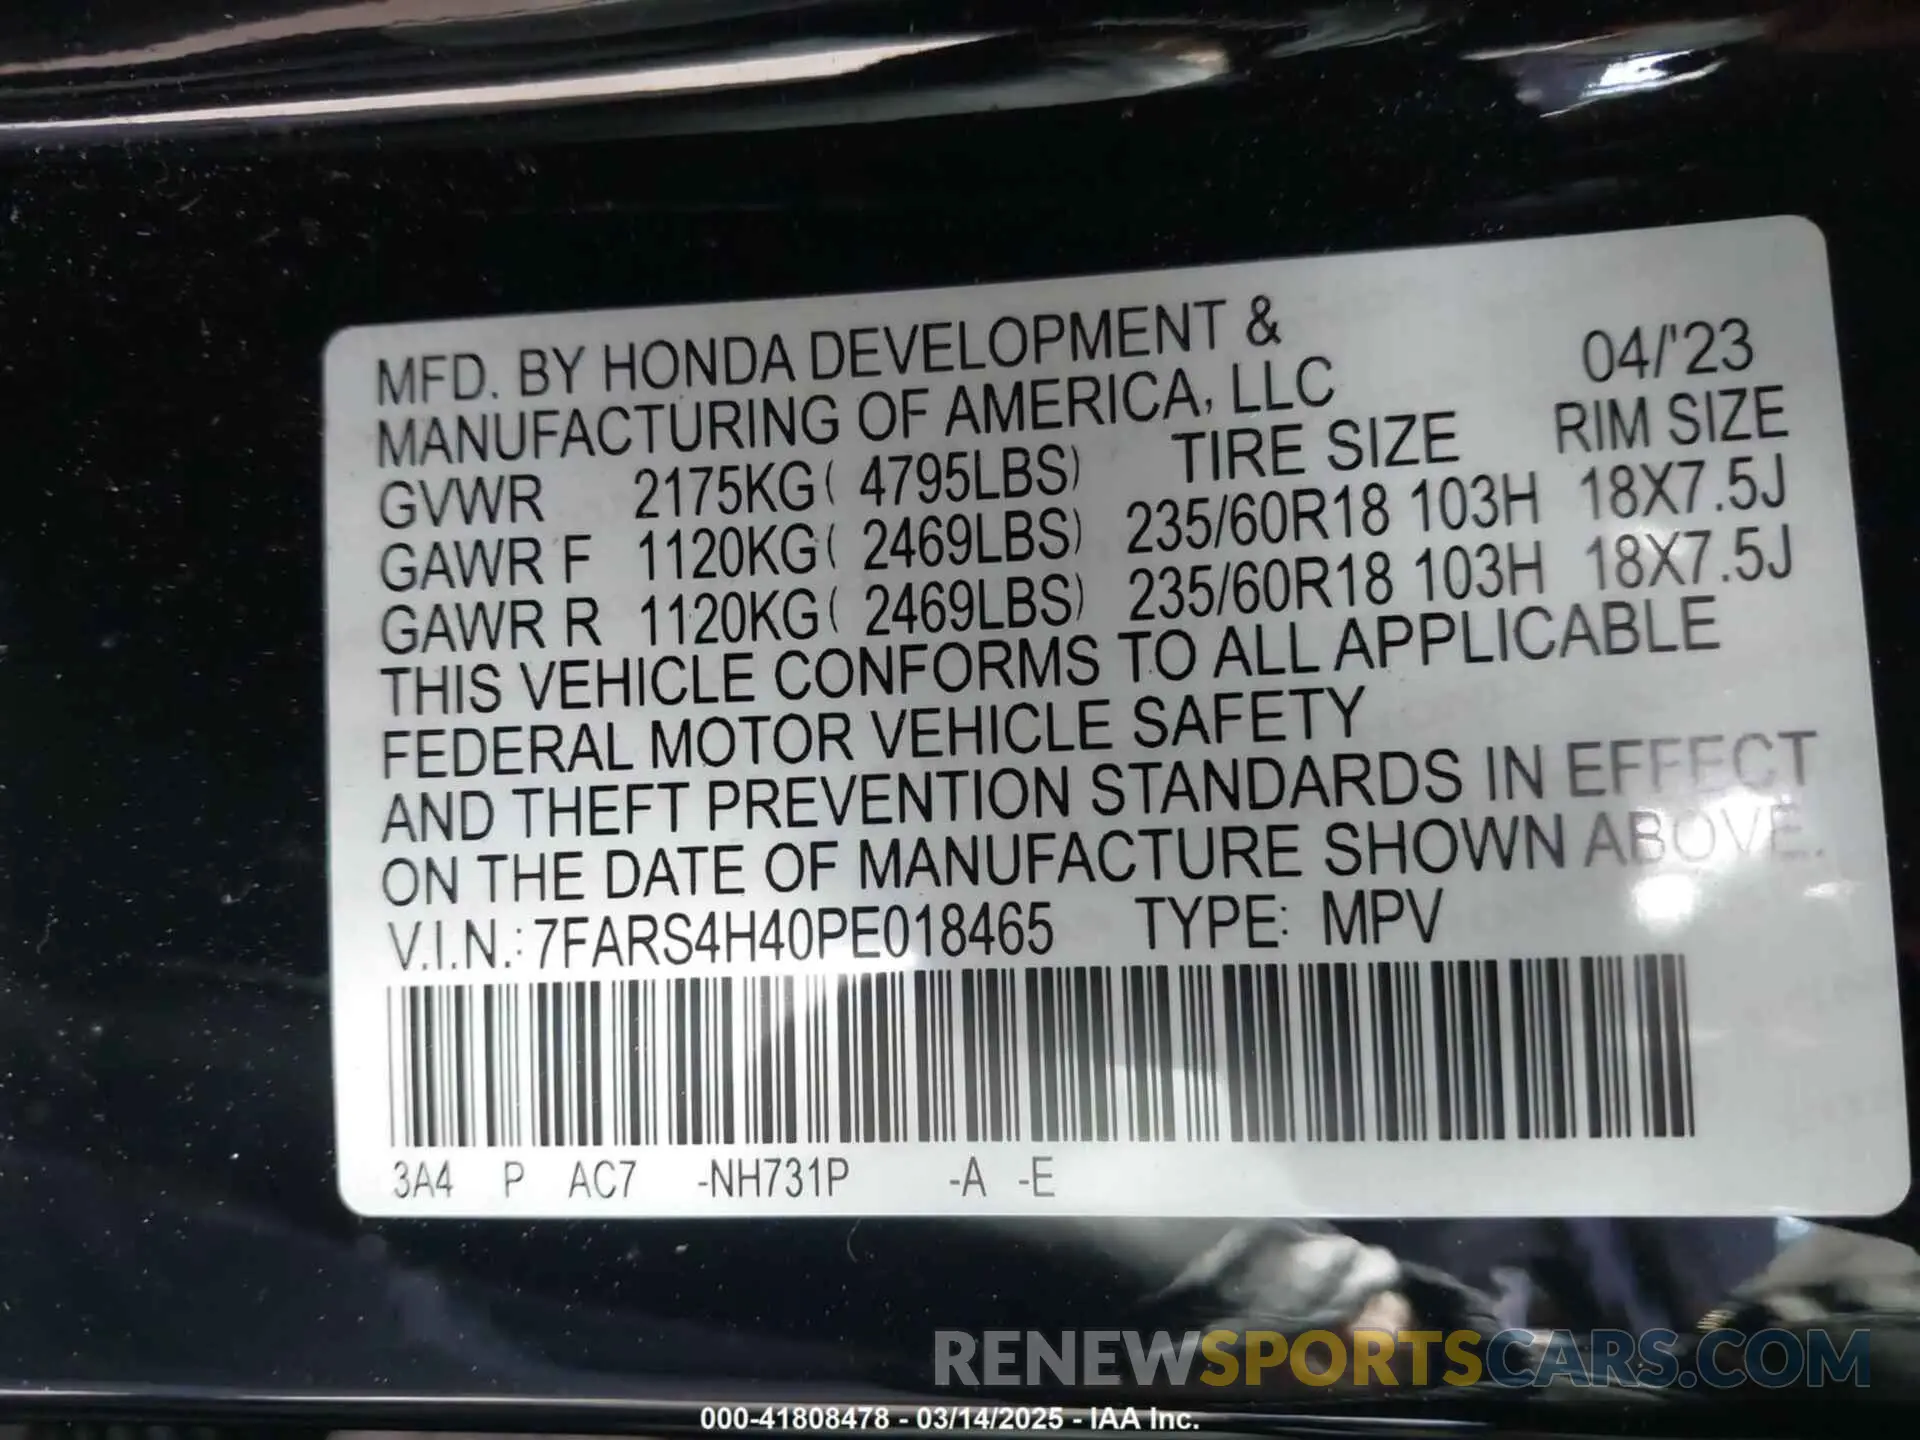 MFD. BY HONDA DEVELOPMENT & 04/'23
MANUFACTURING OF AMERICA, LLC
TIRE SIZE RIM SIZE
GVWR 2175KG( 4795LBS)
GAWR F 1120KG( 2469LBS) 235/60R18 103H 18X7.5J
GAWR R 1120KG( 2469LBS) 235/60R18 103H 18X7.5J
THIS VEHICLE CONFORMS TO ALL APPLICABLE
FEDERAL MOTOR VEHICLE SAFETY
AND THEFT PREVENTION STANDARDS IN EFFECT
ON THE DATE OF MANUFACTURE SHOWN ABOVE.
V.I.N.: 7FARS4H40PE018465 TYPE: MPV
3A4 P AC7 -NH731P -A -E
RENEWSPORTSCARS.COM
000-41808478 - 03/14/2025 - IAA Inc.